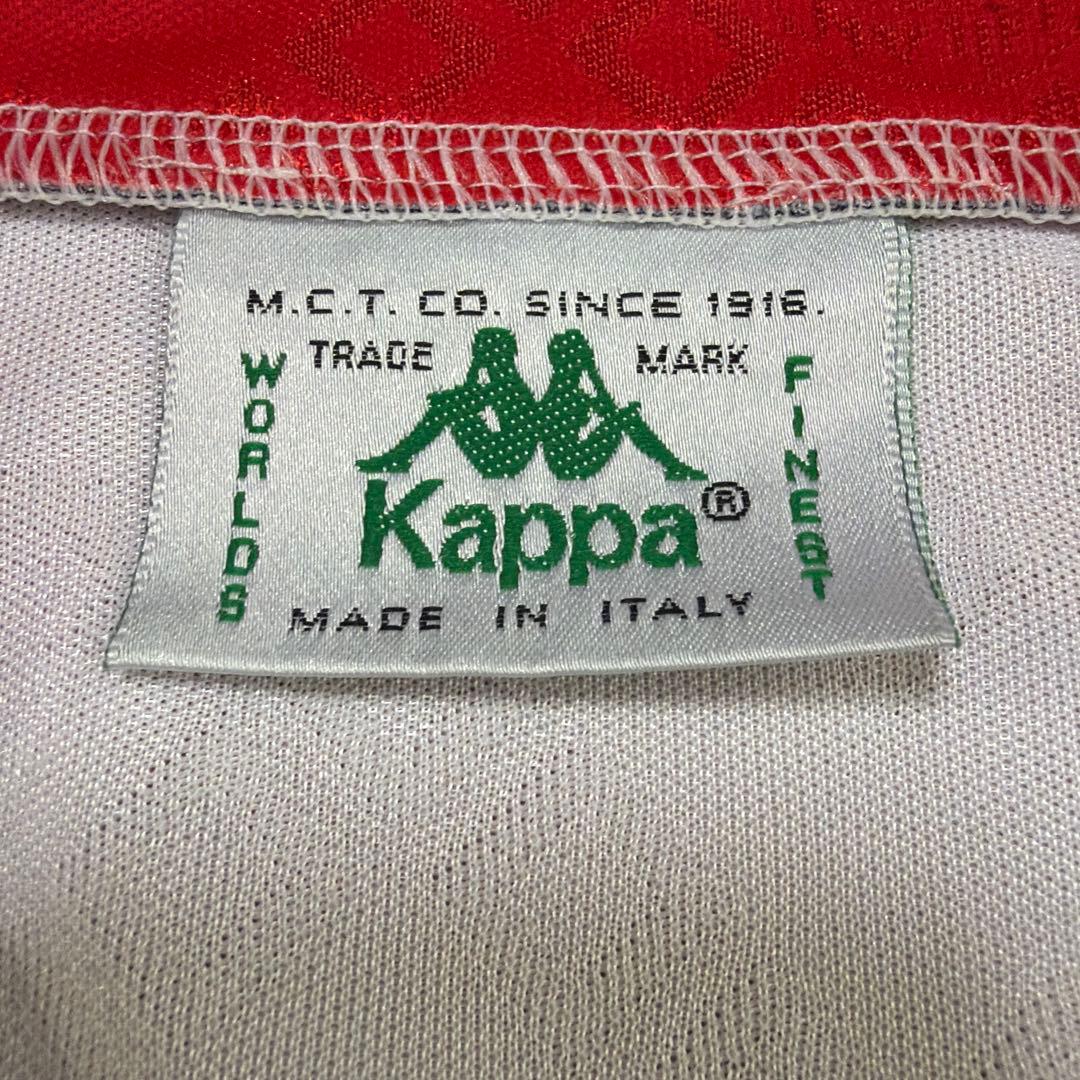 M.C.T. CO. SINCE 1916.
TRADE MARK
WORLDS
FINEST
Kappa®
MADE IN ITALY